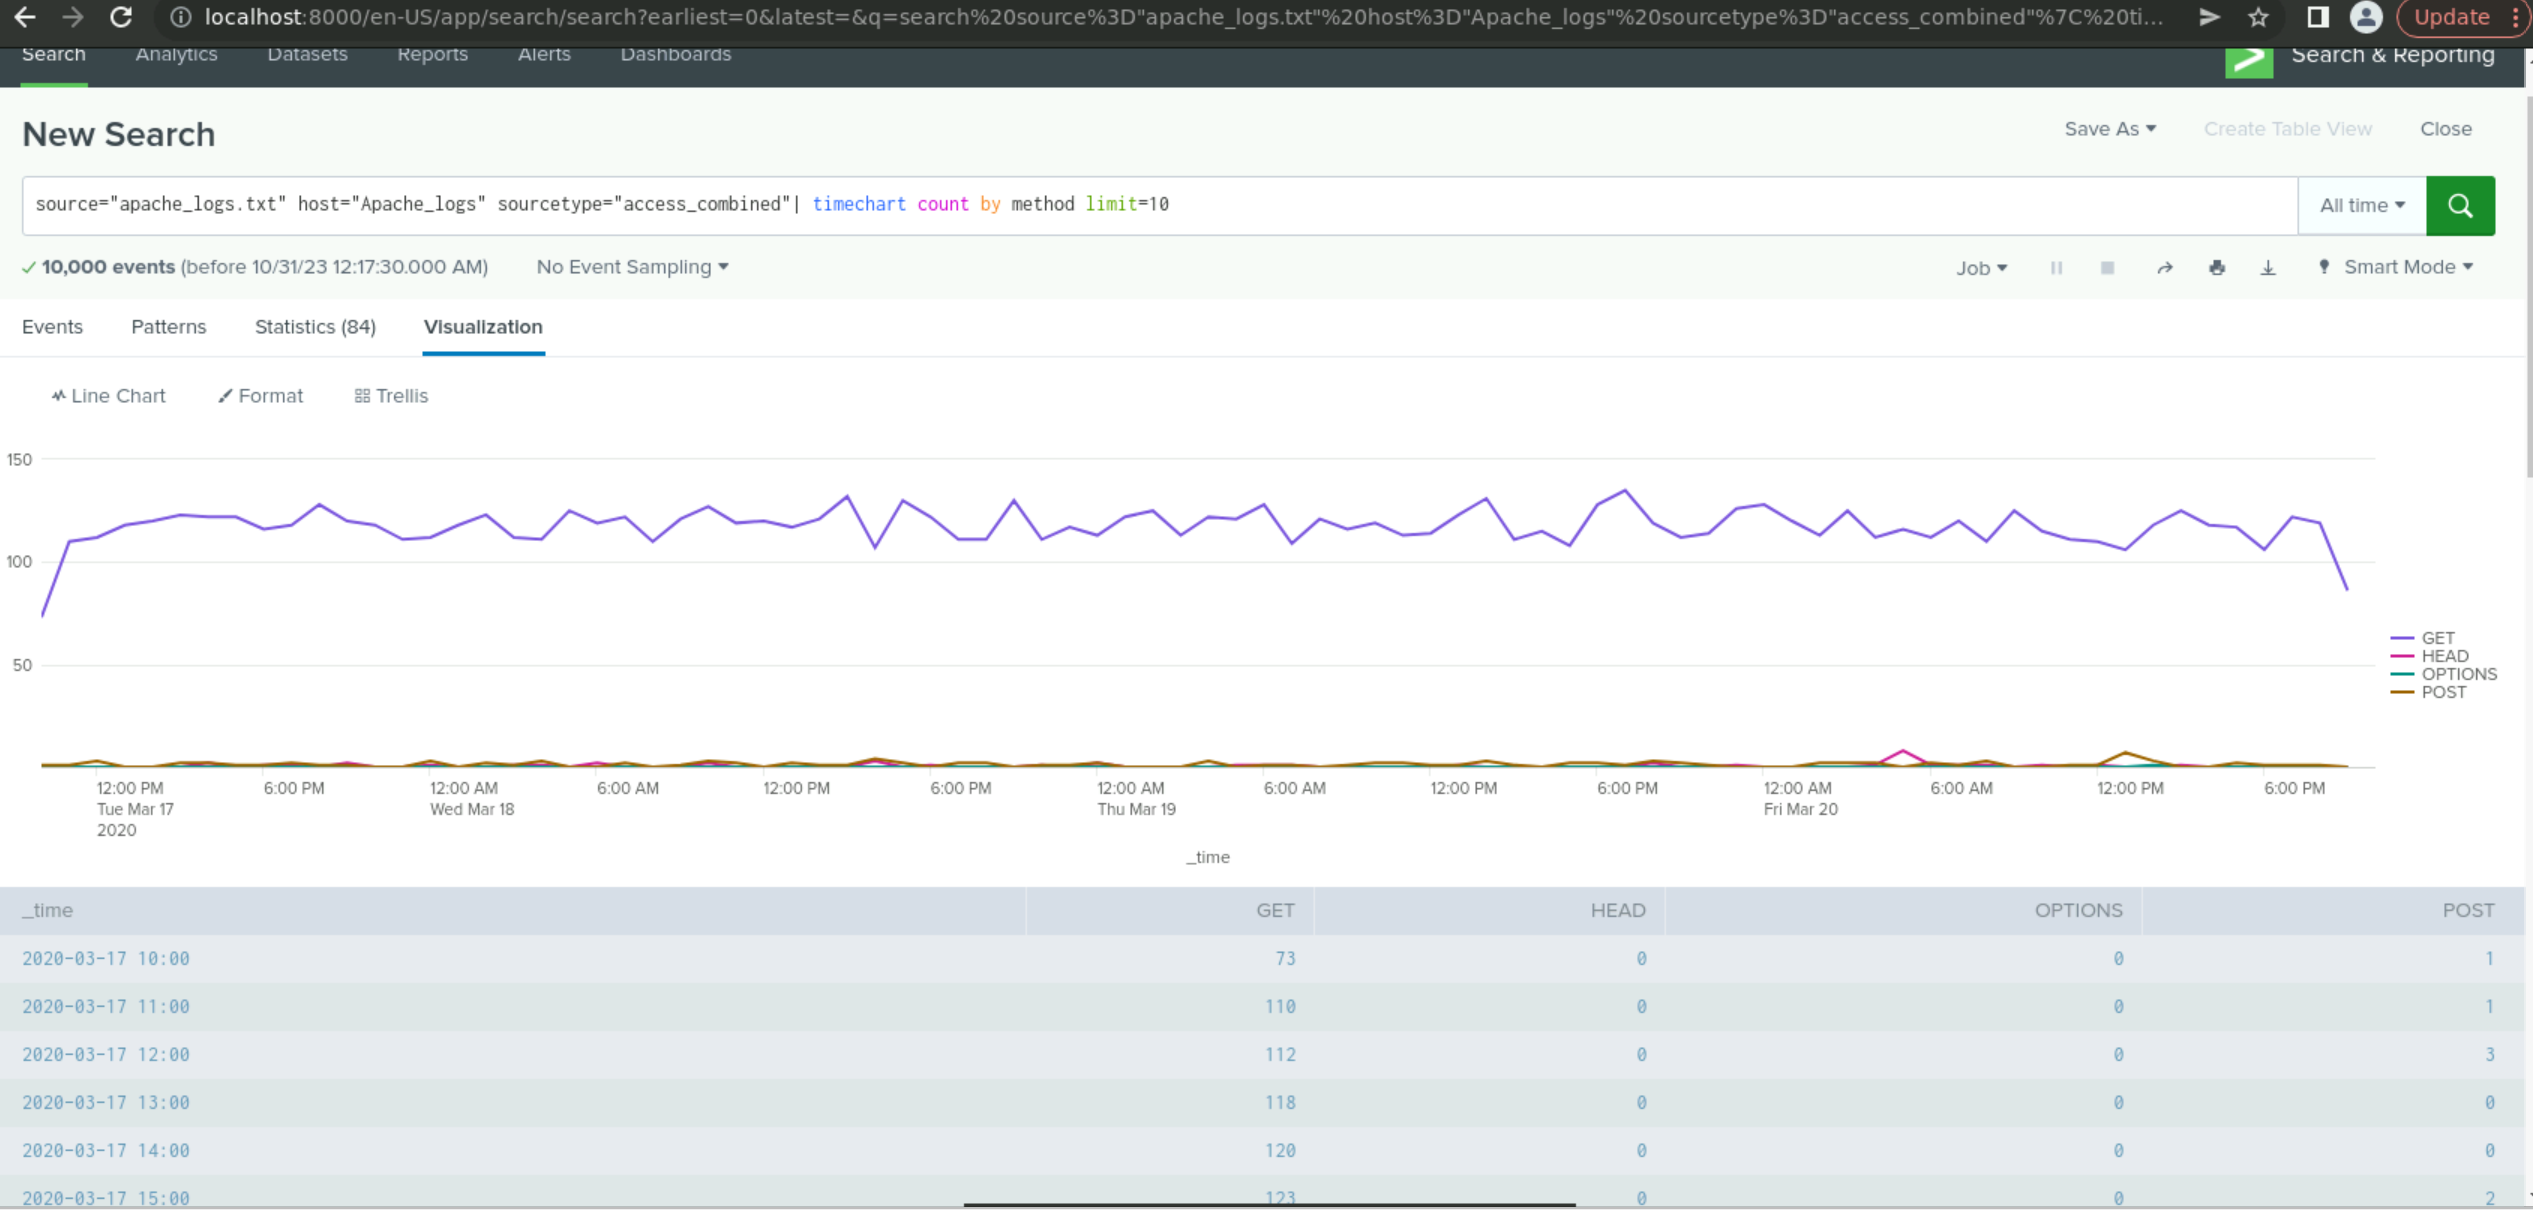 localhost:8000/en-US/app/search/search?earliest=0&latest=&q=search%20source%3D"apache_logs.txt"%20host%3D"Apache_logs"%20sourcetype%3D"access_combined"%7C%20ti...
Update
Search Analytics Datasets Reports Alerts Dashboards
Search & Reporting
New Search
Save As Create Table View Close
source="apache_logs.txt" host="Apache_logs" sourcetype="access_combined"| timechart count by method limit=10
All time
10,000 events (before 10/31/23 12:17:30.000 AM) No Event Sampling
Job Smart Mode
Events Patterns Statistics (84) Visualization
Line Chart Format Trellis
150
100
50
GET
HEAD
OPTIONS
POST
12:00 PM 6:00 PM 12:00 AM 6:00 AM 12:00 PM 6:00 PM 12:00 AM 6:00 AM 12:00 PM 6:00 PM 12:00 AM 6:00 AM 12:00 PM 6:00 PM
Tue Mar 17 Wed Mar 18 Thu Mar 19 Fri Mar 20
2020
_time
_time GET HEAD OPTIONS POST
2020-03-17 10:00 73 0 0 1
2020-03-17 11:00 110 0 0 1
2020-03-17 12:00 112 0 0 3
2020-03-17 13:00 118 0 0 0
2020-03-17 14:00 120 0 0 0
2020-03-17 15:00 123 0 0 2